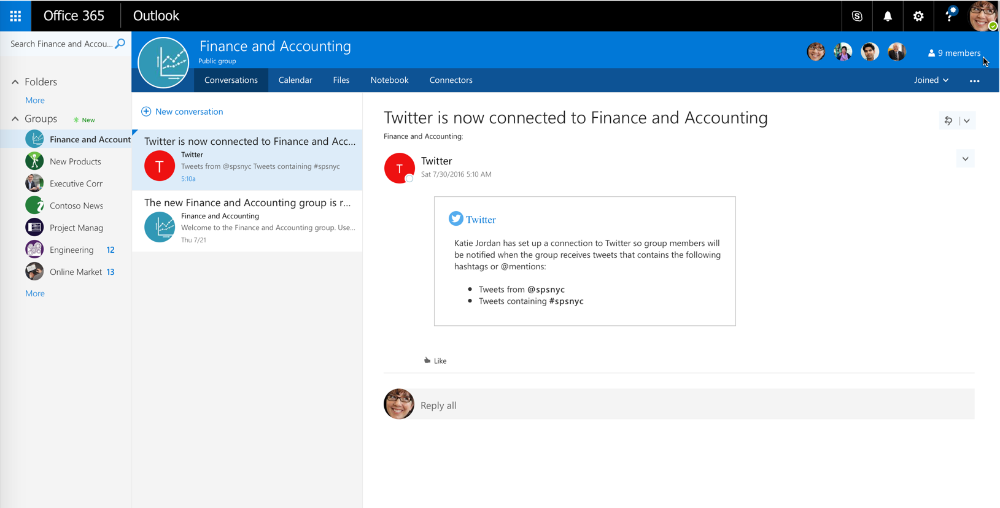 Office 365
Outlook
Search Finance and Accou...
Finance and Accounting
Public group
9 members
Conversations
Calendar
Files
Notebook
Connectors
Joined
Folders
More
Groups
New
Finance and Account
New Products
Executive Corr
Contoso News
Project Manag
Engineering 12
Online Market 13
More
New conversation
Twitter is now connected to Finance and Acc...
T
Twitter
Tweets from @spsnyc Tweets containing #spsnyc
5:10a
The new Finance and Accounting group is r...
Finance and Accounting
Welcome to the Finance and Accounting group. Use...
Thu 7/21
Twitter is now connected to Finance and Accounting
Finance and Accounting;
T
Twitter
Sat 7/30/2016 5:10 AM
Twitter
Katie Jordan has set up a connection to Twitter so group members will
be notified when the group receives tweets that contains the following
hashtags or @mentions:
Tweets from @spsnyc
Tweets containing #spsnyc
Like
Reply all